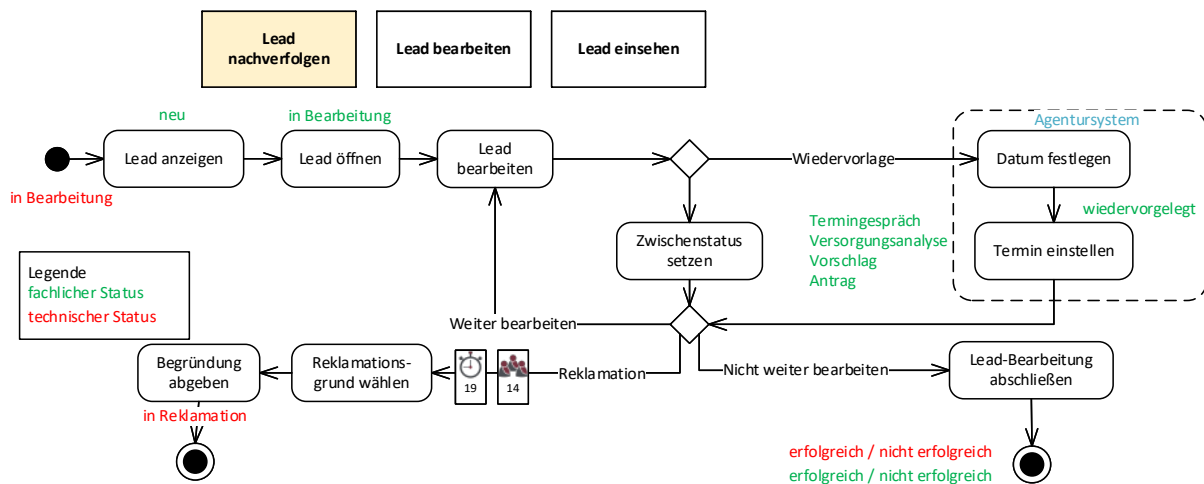 Lead
nachverfolgen
Lead bearbeiten
Lead einsehen
neu
in Bearbeitung
Agentursystem
Lead anzeigen
Lead öffnen
Lead
bearbeiten
Wiedervorlage
Datum festlegen
in Bearbeitung
wiedervorgelegt
Termingespräch
Versorgungsanalyse
Vorschlag
Antrag
Zwischenstatus
setzen
Termin einstellen
Legende
fachlicher Status
technischer Status
Weiter bearbeiten
Begründung
abgeben
Reklamations-
grund wählen
19
14
Reklamation
Nicht weiter bearbeiten
Lead-Bearbeitung
abschließen
in Reklamation
erfolgreich / nicht erfolgreich
erfolgreich / nicht erfolgreich